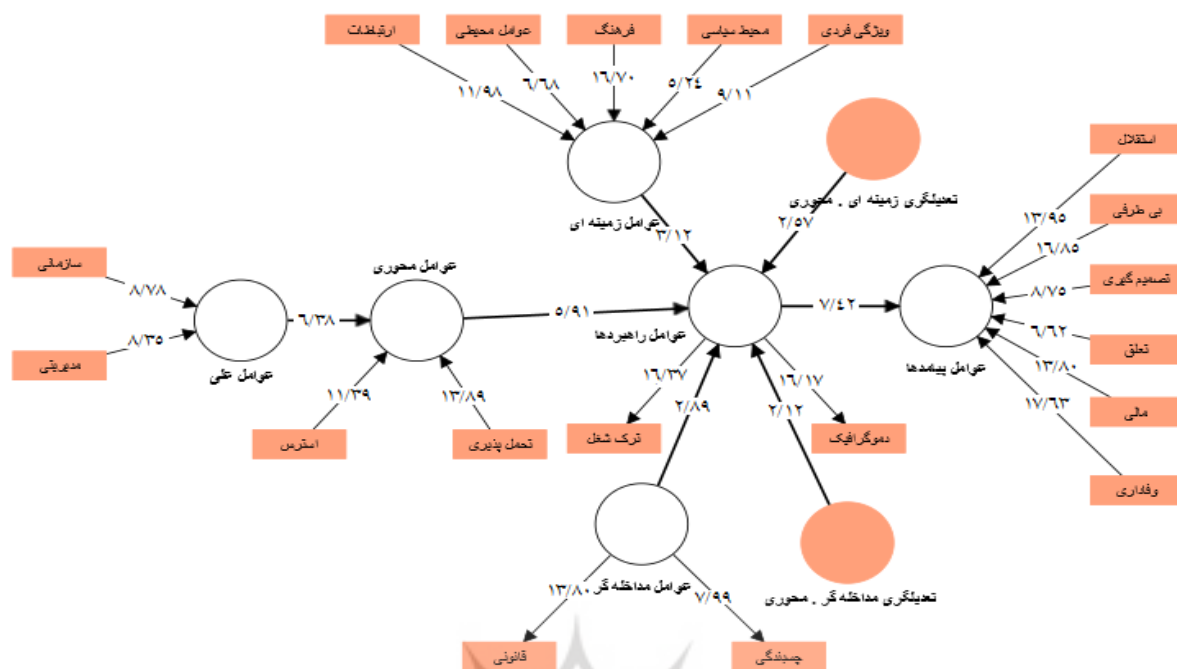 ارتباطات
عوامل محیطی
فرهنگ
محیط سیاسی
ویژگی فردی
۱۱/۹۸
۶/۶۸
۱۶/۷۰
۵/۲۴
۹/۱۱
عوامل زمینه ای
۳/۱۲
تعدیلگری زمینه ای . محوری
۲/۵۷
استقلال
بی طرفی
تصمیم گیری
تعلق
مالی
وفاداری
۱۳/۹۵
۱۶/۸۵
۸/۷۵
۶/۶۲
۱۳/۸۰
۱۷/۶۳
عوامل پیامدها
۷/۴۲
عوامل راهبردها
۵/۹۱
عوامل محوری
۶/۳۸
عوامل علی
سازمانی
۸/۷۸
مدیریتی
۸/۳۵
۱۱/۳۹
۱۳/۸۹
استرس
تحمل پذیری
۱۶/۳۷
۱۶/۱۷
ترک شغل
دموگرافیک
۲/۸۹
۲/۱۲
عوامل مداخله گر
تعدیلگری مداخله گر . محوری
۱۳/۸۰
۷/۹۹
قانونی
چسبندگی